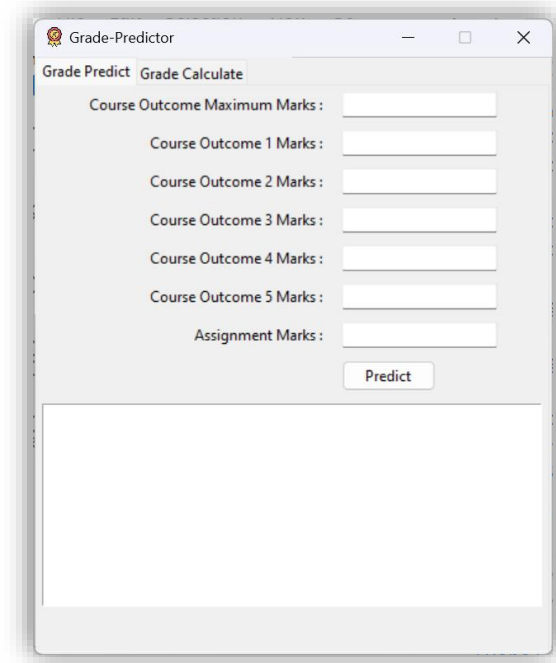 Grade-Predictor
Grade Predict Grade Calculate
Course Outcome Maximum Marks :
Course Outcome 1 Marks :
Course Outcome 2 Marks :
Course Outcome 3 Marks :
Course Outcome 4 Marks :
Course Outcome 5 Marks :
Assignment Marks :
Predict